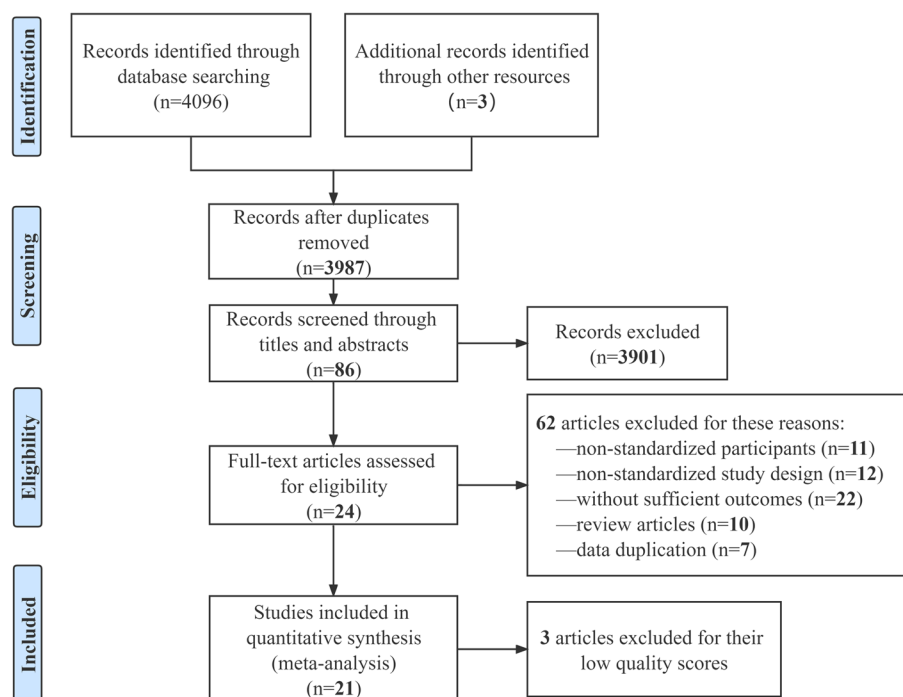 Identification
Records identified through
database searching
(n=4096)
Additional records identified
through other resources
(n=3)
Screening
Records after duplicates
removed
(n=3987)
Records screened through
titles and abstracts
(n=86)
Records excluded
(n=3901)
Eligibility
Full-text articles assessed
for eligibility
(n=24)
62 articles excluded for these reasons:
—non-standardized participants (n=11)
—non-standardized study design (n=12)
—without sufficient outcomes (n=22)
—review articles (n=10)
—data duplication (n=7)
Included
Studies included in
quantitative synthesis
(meta-analysis)
(n=21)
3 articles excluded for their
low quality scores